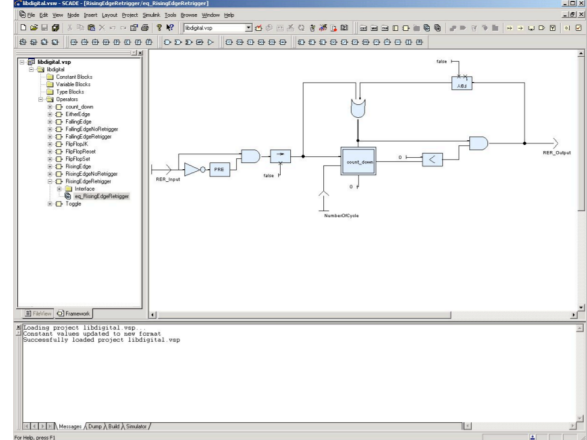 libdigital.vsw - SCADE - [RisingEdgeRetrigger/eq_RisingEdgeRetrigger]
File Edit View Node Insert Layout Project Simulink Tools Browse Window Help
libdigital.vsp
libdigital.vsp
libdigital
Constant Blocks
Variable Blocks
Type Blocks
Operators
count_down
EitherEdge
FallingEdge
FallingEdgeNoRetrigger
FallingEdgeRetrigger
FlipFlopJK
FlipFlopReset
FlipFlopSet
RisingEdge
RisingEdgeNoRetrigger
RisingEdgeRetrigger
Interface
eq_RisingEdgeRetrigger
Toggle
FileView
Framework
false
FBY
RER_Output
count_down
0
<
PRE
RER_Input
false
0
NumberOfCycle
Loading project libdigital.vsp...
Constant values updated to new format
Successfully loaded project libdigital.vsp
Messages Dump Build Simulator
For Help, press F1